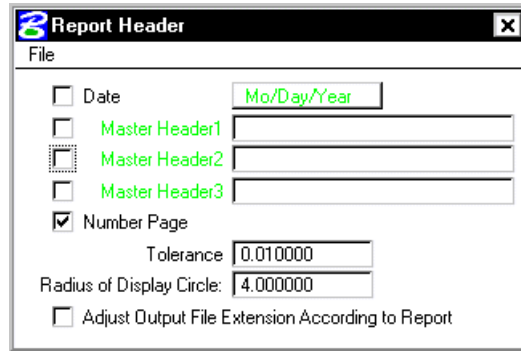 Report Header
File
Date Mo/Day/Year
Master Header1
Master Header2
Master Header3
Number Page
Tolerance 0.010000
Radius of Display Circle: 4.000000
Adjust Output File Extension According to Report